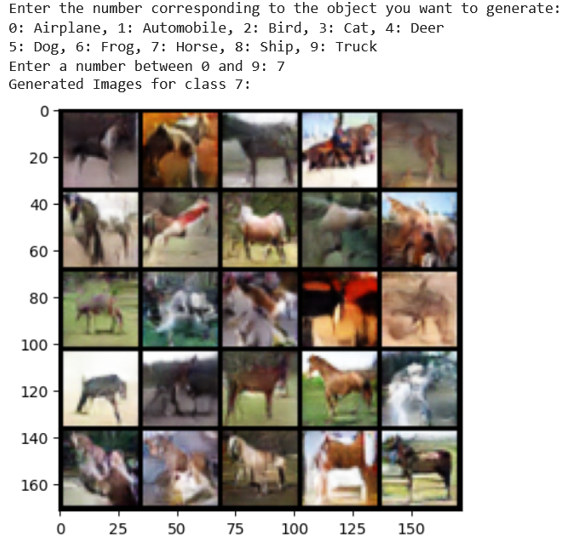 Enter the number corresponding to the object you want to generate:
0: Airplane, 1: Automobile, 2: Bird, 3: Cat, 4: Deer
5: Dog, 6: Frog, 7: Horse, 8: Ship, 9: Truck
Enter a number between 0 and 9: 7
Generated Images for class 7:
0
20
40
60
80
100
120
140
160
0 25 50 75 100 125 150